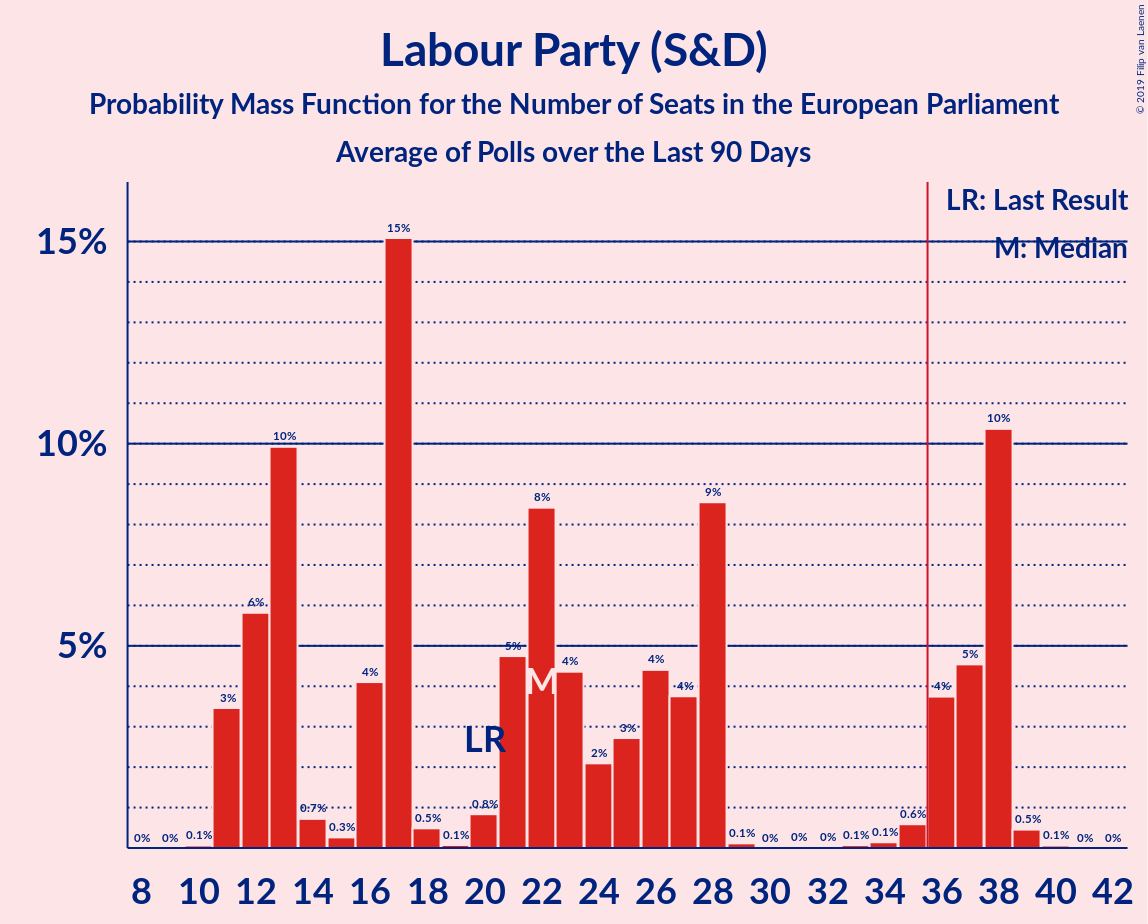 Labour Party (S&D)
Probability Mass Function for the Number of Seats in the European Parliament
Average of Polls over the Last 90 Days
© 2019 Filip van Laenen
LR: Last Result
M: Median
15%
10%
5%
0% 0% 0.1% 3% 6% 10% 0.7% 0.3% 4% 15% 0.5% 0.1% 0.8% 5% 8% 4% 2% 3% 4% 4% 9% 0.1% 0% 0% 0% 0.1% 0.1% 0.6% 4% 5% 10% 0.5% 0.1% 0% 0%
LR
M
8 10 12 14 16 18 20 22 24 26 28 30 32 34 36 38 40 42